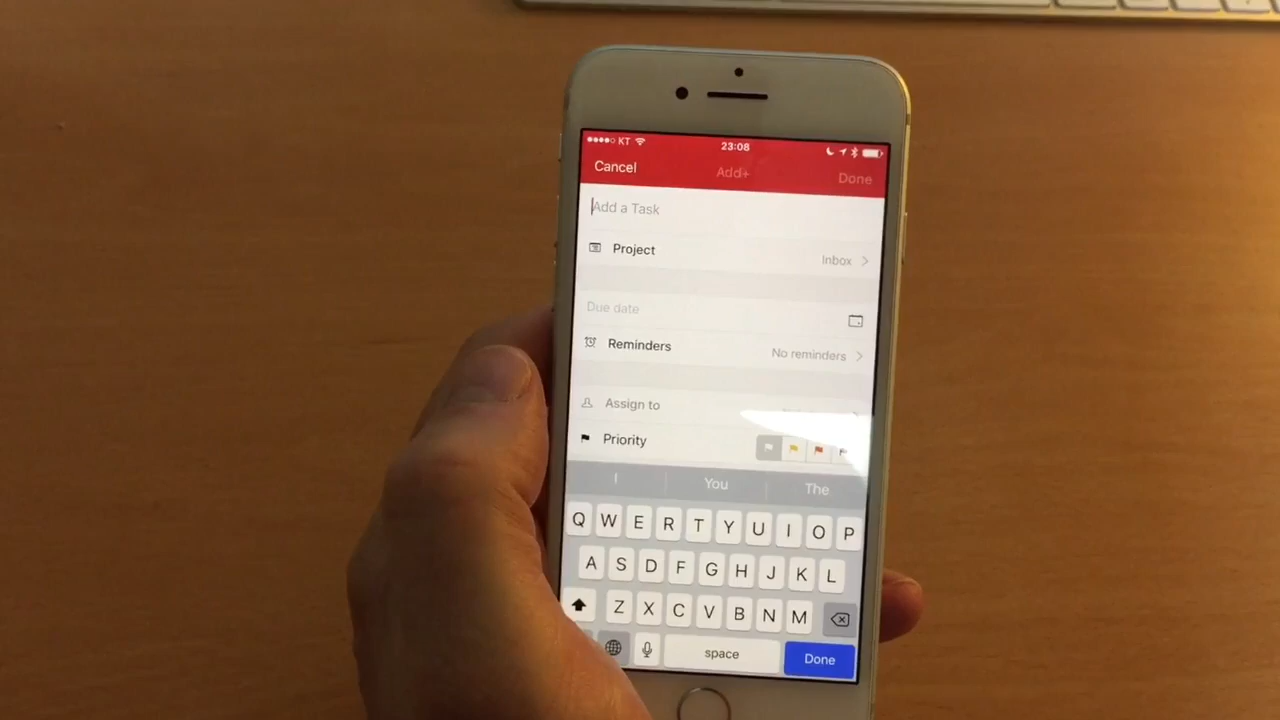 KT 23:08
Cancel Add+ Done
Add a Task
Project Inbox
Due date
Reminders No reminders
Assign to
Priority
I You The
Q W E R T Y U I O P
A S D F G H J K L
Z X C V B N M
space Done